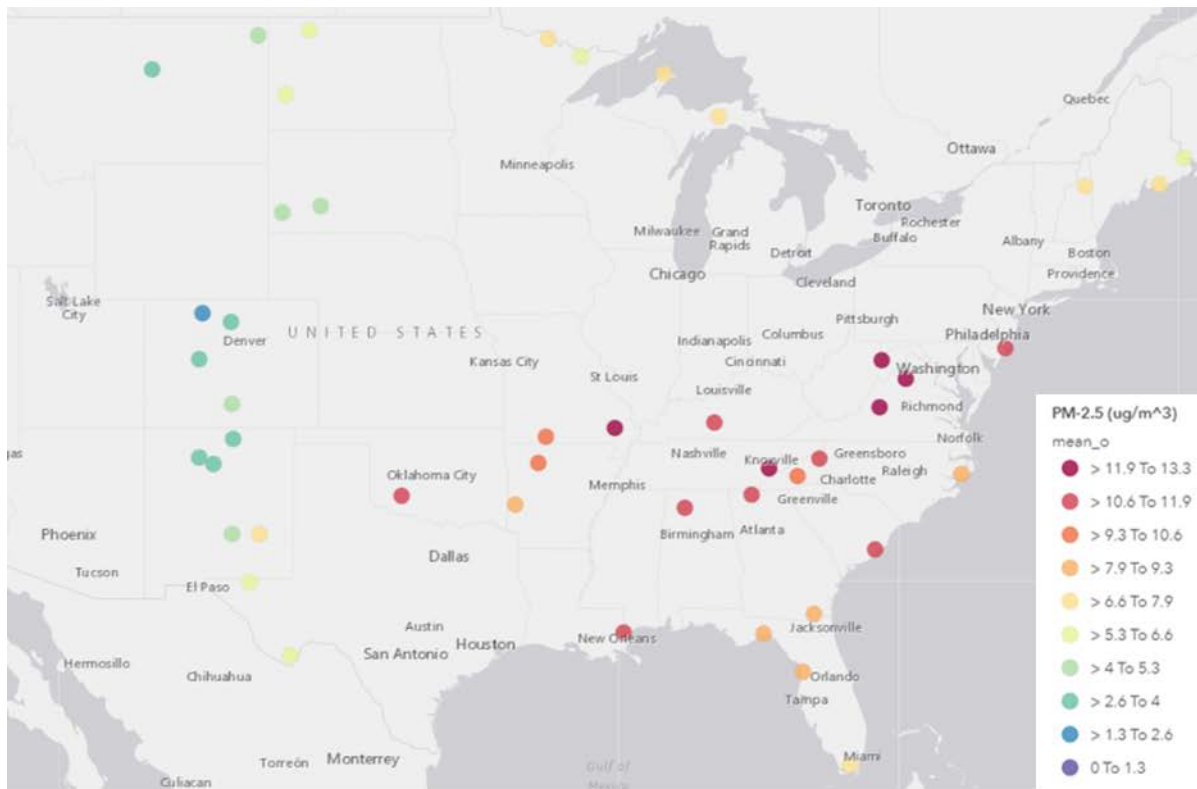 Quebec
Ottawa
Minneapolis
Toronto
Rochester
Buffalo
Milwaukee
Grand
Rapids
Albany
Detroit
Boston
Chicago
Cleveland
Providence
Salt Lake
City
New York
Pittsburgh
UNITED STATES
Denver
Columbus
Philadelphia
Indianapolis
Kansas City
Cincinnati
Washington
St Louis
Louisville
Richmond
Norfolk
Nashville
Knoxville
Greensboro
Oklahoma City
Raleigh
Charlotte
Memphis
Greenville
Phoenix
Birmingham
Atlanta
Dallas
Tucson
El Paso
Austin
Jacksonville
New Orleans
Houston
San Antonio
Hermosillo
Chihuahua
Orlando
Tampa
Miami
Torreón
Monterrey
Gulf of
Mexico
Culiacan
PM-2.5 (ug/m^3)
mean_o
> 11.9 To 13.3
> 10.6 To 11.9
> 9.3 To 10.6
> 7.9 To 9.3
> 6.6 To 7.9
> 5.3 To 6.6
> 4 To 5.3
> 2.6 To 4
> 1.3 To 2.6
0 To 1.3